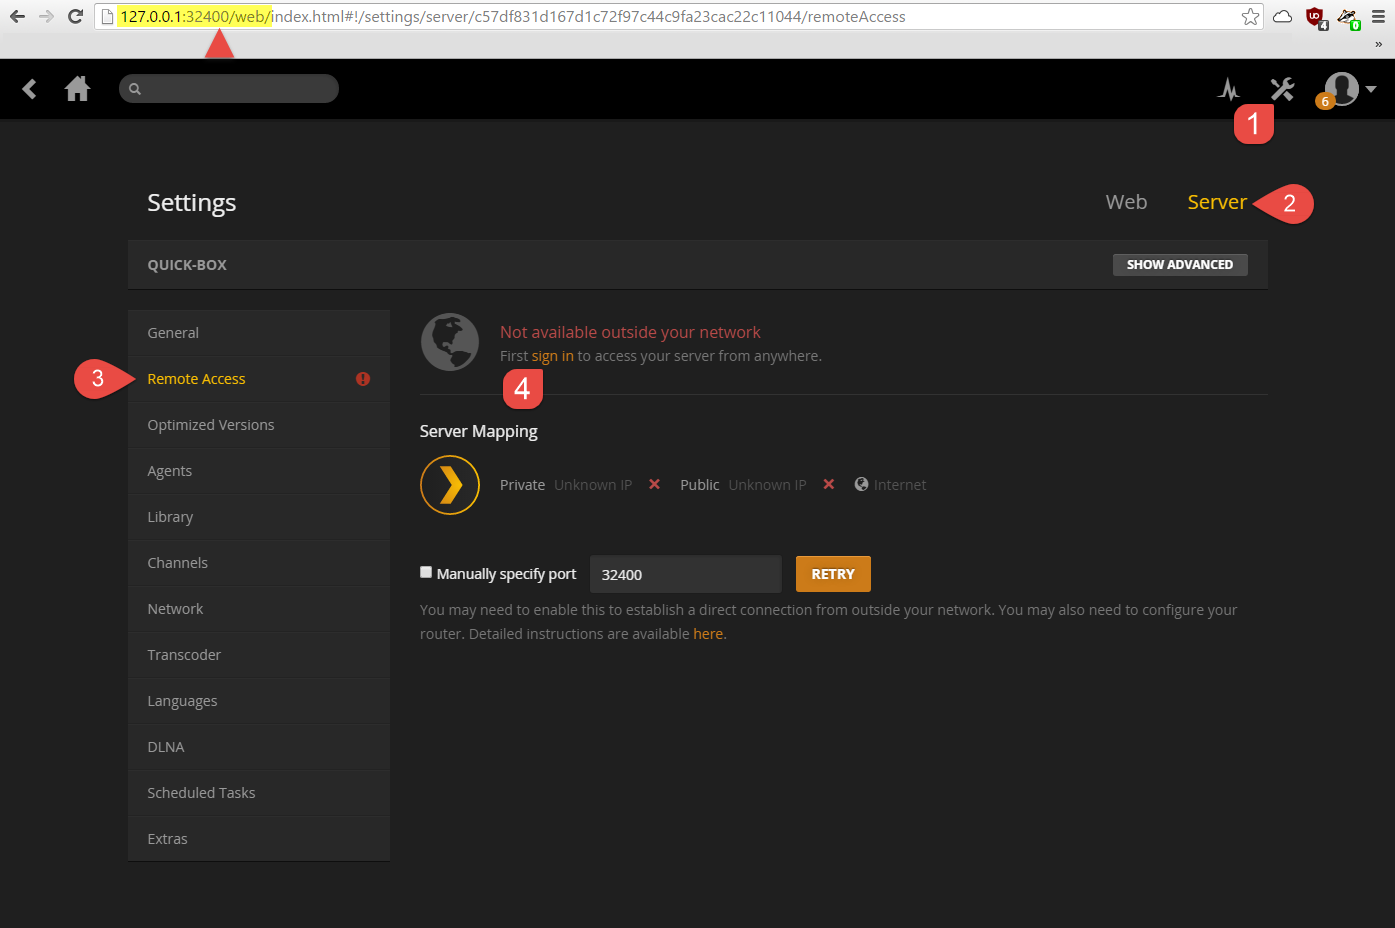 127.0.0.1:32400/web/index.html#!/settings/server/c57df831d167d1c72f97c44c9fa23cac22c11044/remoteAccess
4
0
»
6
1
Settings
Web
Server
2
QUICK-BOX
SHOW ADVANCED
General
3
Remote Access
Optimized Versions
Agents
Library
Channels
Network
Transcoder
Languages
DLNA
Scheduled Tasks
Extras
Not available outside your network
First sign in to access your server from anywhere.
4
Server Mapping
Private Unknown IP Public Unknown IP Internet
Manually specify port 32400 RETRY
You may need to enable this to establish a direct connection from outside your network. You may also need to configure your
router. Detailed instructions are available here.